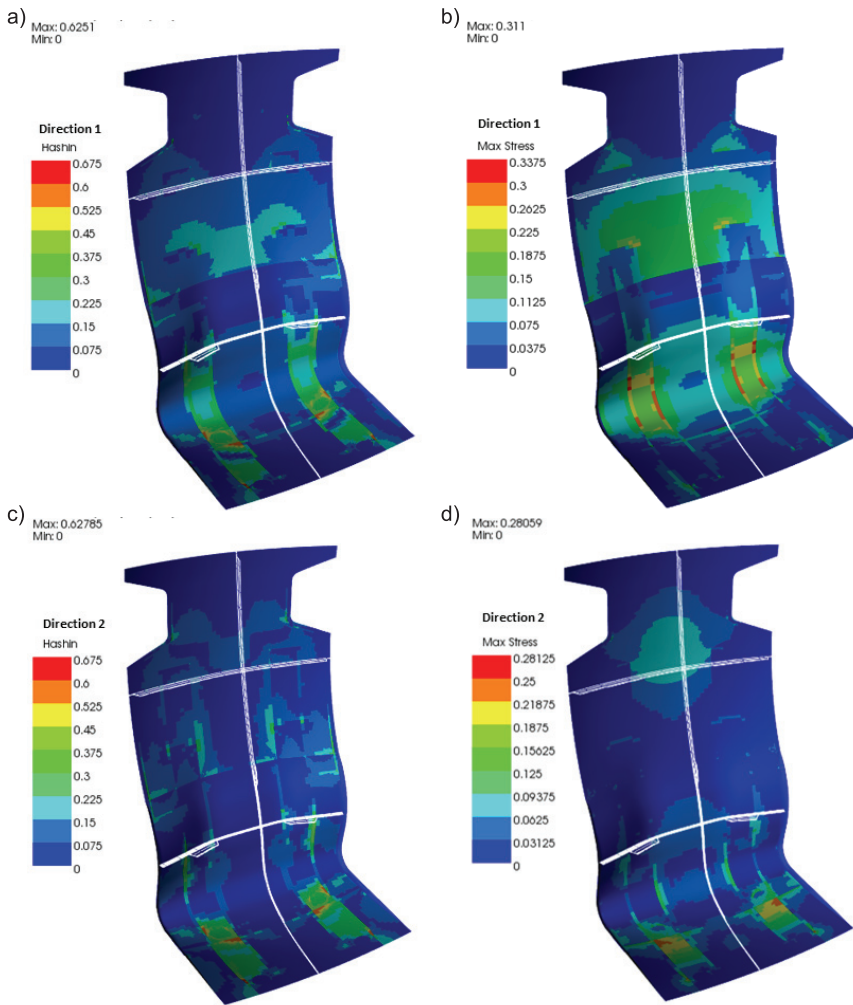 a)
Max: 0.6251
Min: 0
Direction 1
Hashin
0.675
0.6
0.525
0.45
0.375
0.3
0.225
0.15
0.075
0
b)
Max: 0.311
Min: 0
Direction 1
Max Stress
0.3375
0.3
0.2625
0.225
0.1875
0.15
0.1125
0.075
0.0375
0
c)
Max: 0.62785
Min: 0
Direction 2
Hashin
0.675
0.6
0.525
0.45
0.375
0.3
0.225
0.15
0.075
0
d)
Max: 0.28059
Min: 0
Direction 2
Max Stress
0.28125
0.25
0.21875
0.1875
0.15625
0.125
0.09375
0.0625
0.03125
0